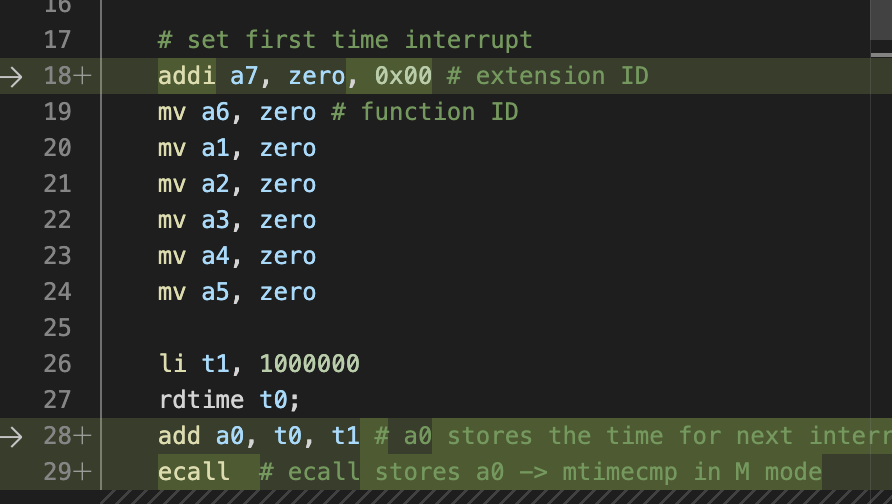 16
17 # set first time interrupt
18+ addi a7, zero, 0x00 # extension ID
19 mv a6, zero # function ID
20 mv a1, zero
21 mv a2, zero
22 mv a3, zero
23 mv a4, zero
24 mv a5, zero
25
26 li t1, 1000000
27 rdtime t0;
28+ add a0, t0, t1 # a0 stores the time for next interr
29+ ecall # ecall stores a0 -> mtimecmp in M mode